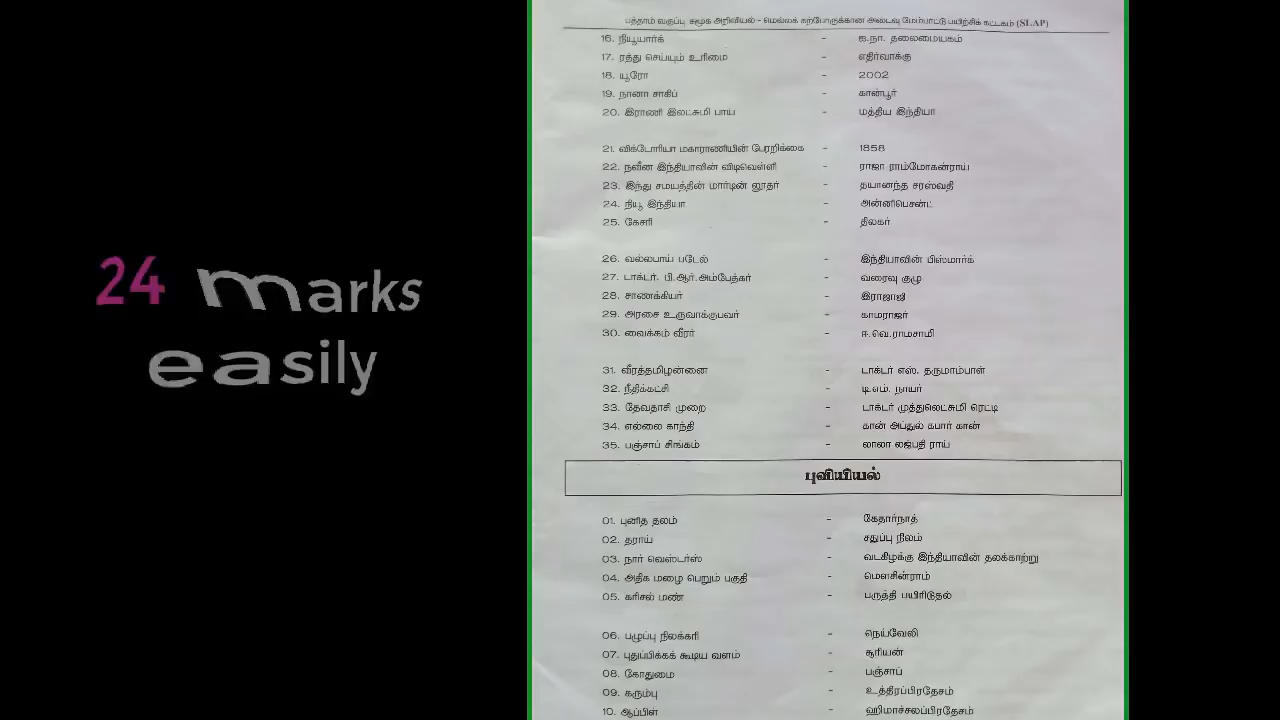 24 marks
easily
பத்தாம் வகுப்பு சமூக அறிவியல் - மெல்லக் கற்போருக்கான அடைவு மேம்பாட்டு பயிற்சிக் கட்டகம் (SLAP)
16. நியூயார்க் - ஐ.நா. தலைமையகம்
17. ரத்து செய்யும் உரிமை - எதிர்வாக்கு
18. யூரோ - 2002
19. நானா சாகிப் - கான்பூர்
20. இராணி இலட்சுமி பாய் - மத்திய இந்தியா
21. விக்டோரியா மகாராணியின் பேரறிக்கை - 1858
22. நவீன இந்தியாவின் விடிவெள்ளி - ராஜா ராம்மோகன்ராய்
23. இந்து சமயத்தின் மார்டின் லூதர் - தயானந்த சரஸ்வதி
24. நியூ இந்தியா - அன்னிபெசன்ட்
25. கேசரி - திலகர்
26. வல்லபாய் படேல் - இந்தியாவின் பிஸ்மார்க்
27. டாக்டர். பி.ஆர்.அம்பேத்கர் - வரைவு குழு
28. சாணக்கியர் - இராஜாஜி
29. அரசை உருவாக்குபவர் - காமராஜர்
30. வைக்கம் வீரர் - ஈ.வெ.ராமசாமி
31. வீரத்தமிழன்னை - டாக்டர் எஸ். தருமாம்பாள்
32. நீதிக்கட்சி - டி.எம். நாயர்
33. தேவதாசி முறை - டாக்டர் முத்துலெட்சுமி ரெட்டி
34. எல்லை காந்தி - கான் அப்துல் கபார் கான்
35. பஞ்சாப் சிங்கம் - லாலா லஜ்பதி ராய்
புவியியல்
01. புனித தலம் - கேதார்நாத்
02. தராய் - சதுப்பு நிலம்
03. நார் வெஸ்டர்ஸ் - வடகிழக்கு இந்தியாவின் தலக்காற்று
04. அதிக மழை பெறும் பகுதி - மௌசின்ராம்
05. கரிசல் மண் - பருத்தி பயிரிடுதல்
06. பழுப்பு நிலக்கரி - நெய்வேலி
07. புதுப்பிக்கக் கூடிய வளம் - சூரியன்
08. கோதுமை - பஞ்சாப்
09. கரும்பு - உத்திரப்பிரதேசம்
10. ஆப்பிள் - ஹிமாச்சலப்பிரதேசம்